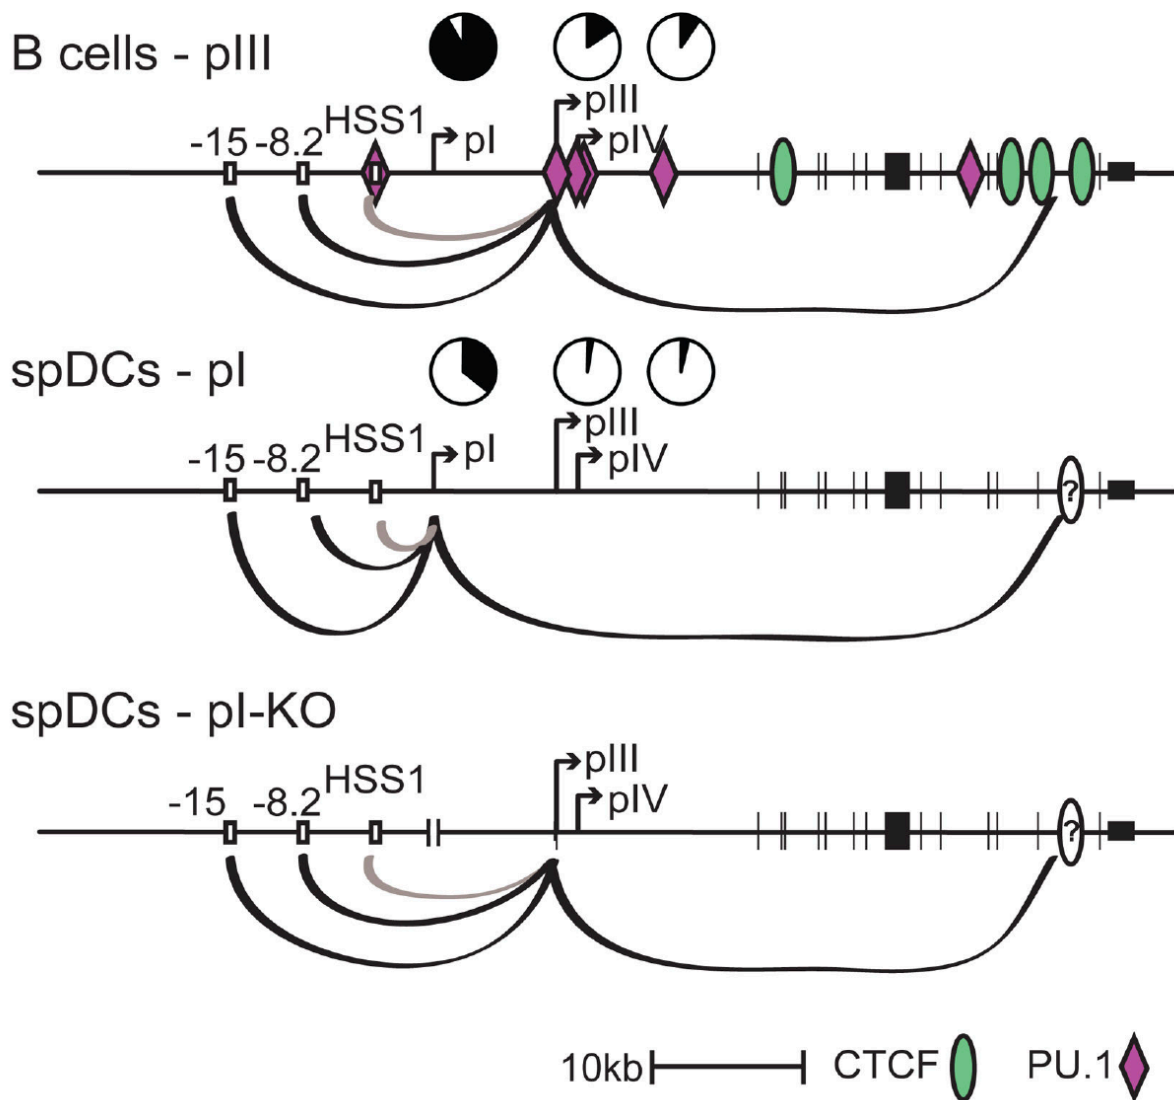 B cells - pIII
-15 -8.2 HSS1 pI pIII
pIV
spDCs - pI
-15 -8.2 HSS1 pI pIII
pIV
?
spDCs - pI-KO
-15 -8.2 HSS1 pIII
pIV
?
10kb CTCF PU.1